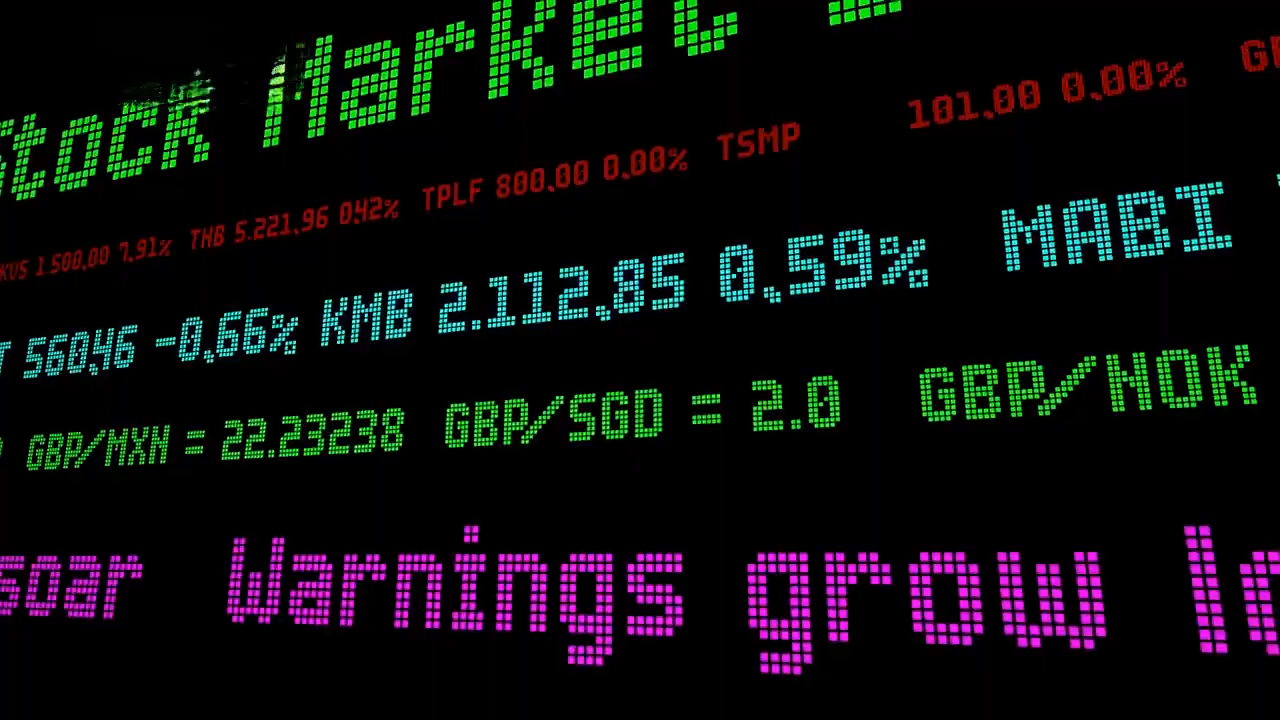 Stock Market
KUS 1.500,00 7,91% THB 5.221,96 0,42% TPLF 800,00 0,00% TSMP 101,00 0,00%
560,46 -0,66% KMB 2.112,85 0,59% MABI
GBP/MXN = 22.23238 GBP/SGD = 2.0 GBP/NOK
soar Warnings grow